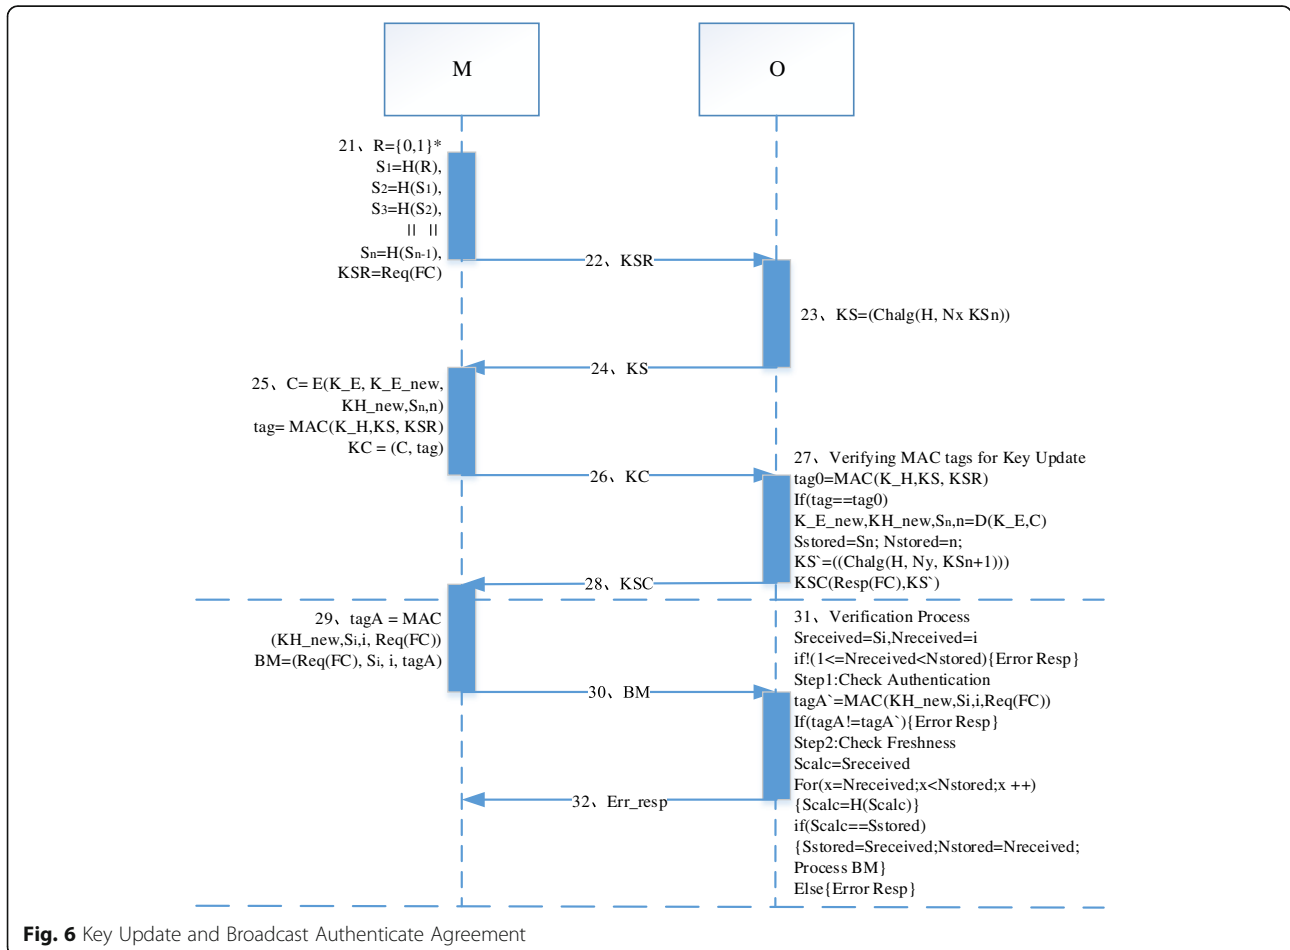 M
O
21、R={0,1}*
S1=H(R),
S2=H(S1),
S3=H(S2),
|| ||
Sn=H(Sn-1),
KSR=Req(FC)
22、KSR
23、KS=(Chalg(H, Nx KSn))
24、KS
25、C= E(K_E, K_E_new,
KH_new,Sn,n)
tag= MAC(K_H,KS, KSR)
KC = (C, tag)
26、KC
27、Verifying MAC tags for Key Update
tag0=MAC(K_H,KS, KSR)
If(tag==tag0)
K_E_new,KH_new,Sn,n=D(K_E,C)
Sstored=Sn; Nstored=n;
KS`=((Chalg(H, Ny, KSn+1)))
KSC(Resp(FC),KS`)
28、KSC
29、tagA = MAC
(KH_new,Si,i, Req(FC))
BM=(Req(FC), Si, i, tagA)
30、BM
31、Verification Process
Sreceived=Si,Nreceived=i
if!(1<=Nreceived<Nstored){Error Resp}
Step1:Check Authentication
tagA`=MAC(KH_new,Si,i,Req(FC))
If(tagA!=tagA`){Error Resp}
Step2:Check Freshness
Scalc=Sreceived
For(x=Nreceived;x<Nstored;x ++)
{Scalc=H(Scalc)}
if(Scalc==Sstored)
{Sstored=Sreceived;Nstored=Nreceived;
Process BM}
Else{Error Resp}
32、Err_resp
Fig. 6 Key Update and Broadcast Authenticate Agreement